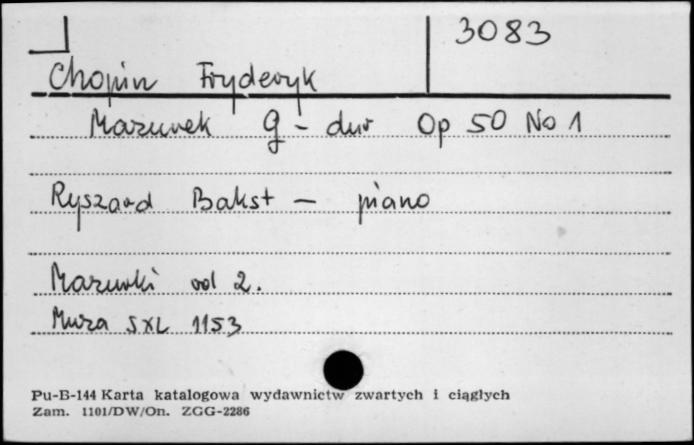 3083
Chopin Fryderyk
Mazurek G-dur Op 50 No 1
Ryszard Bakst - piano
Mazurki vol 2.
Muza SXL 1153
Pu-B-144 Karta katalogowa wydawnictw zwartych i ciągłych
Zam. 1101/DW/On. ZGG-2286